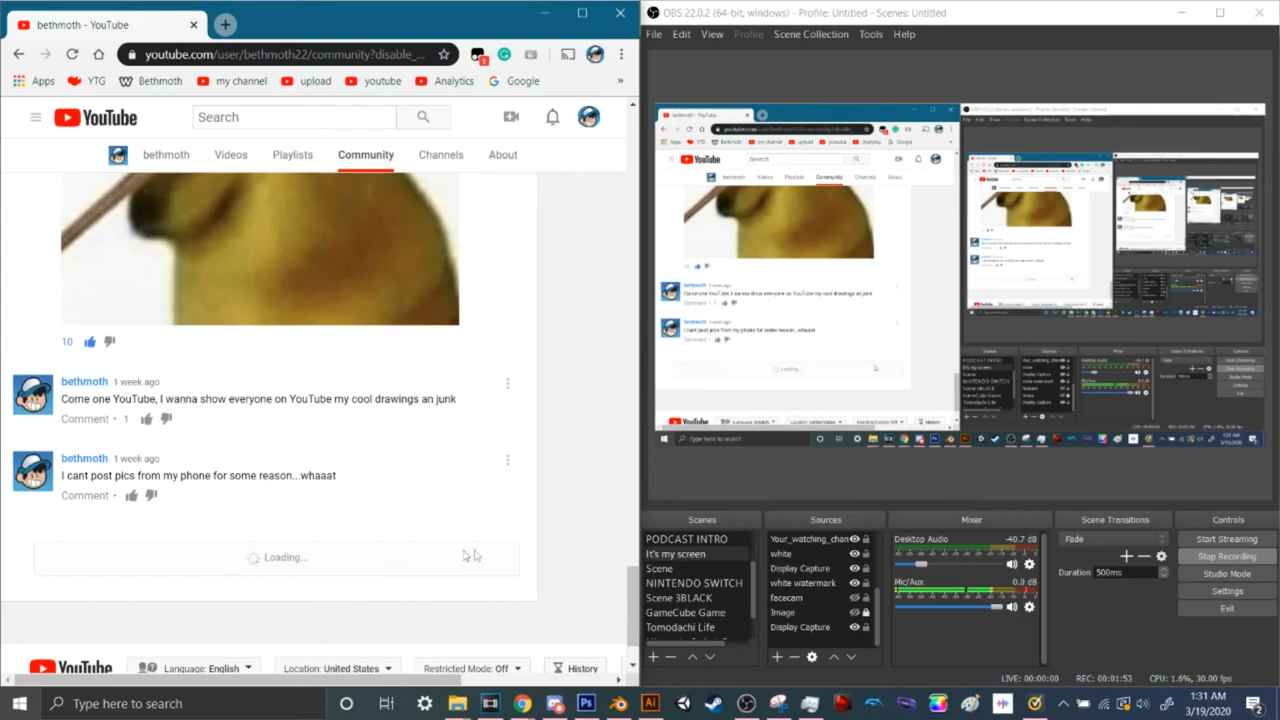 bethmoth - YouTube
youtube.com/user/bethmoth22/community?disable_...
Apps YTG Bethmoth my channel upload youtube Analytics Google »
YouTube
Search
bethmoth Videos Playlists Community Channels About
10
bethmoth 1 week ago
Come one YouTube, I wanna show everyone on YouTube my cool drawings an junk
Comment · 1
bethmoth 1 week ago
I cant post pics from my phone for some reason...whaaat
Comment ·
Loading...
YouTube Language: English Location: United States Restricted Mode: Off History
OBS 22.0.2 (64-bit, windows) - Profile: Untitled - Scenes: Untitled
File Edit View Profile Scene Collection Tools Help
Scenes
PODCAST INTRO
It's my screen
Scene
NINTENDO SWITCH
Scene 3BLACK
GameCube Game
Tomodachi Life
Sources
Your_watching_chan
white
Display Capture
white watermark
fececam
Image
Display Capture
Mixer
Desktop Audio -40.7 dB
Mic/Aux 0.0 dB
Scene Transitions
Fade
Duration 500ms
Controls
Start Streaming
Stop Recording
Studio Mode
Settings
Exit
LIVE: 00:00:00 REC: 00:01:53 CPU: 1.6%, 30.00 fps
Type here to search
1:31 AM
3/19/2020
2